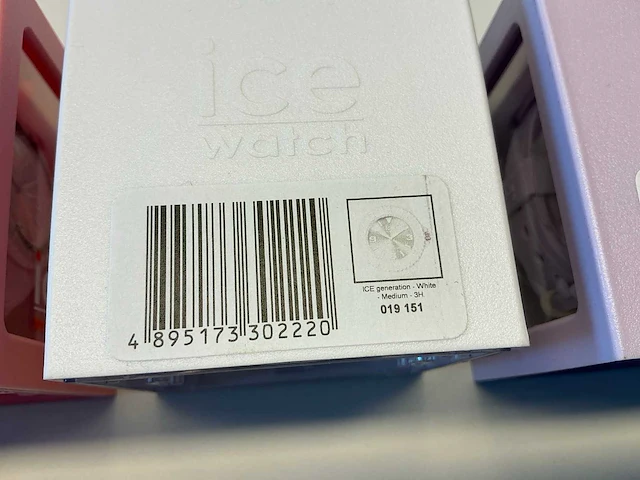 ice
watch
4 895173 302220
ICE generation - White
- Medium - 3H
019 151